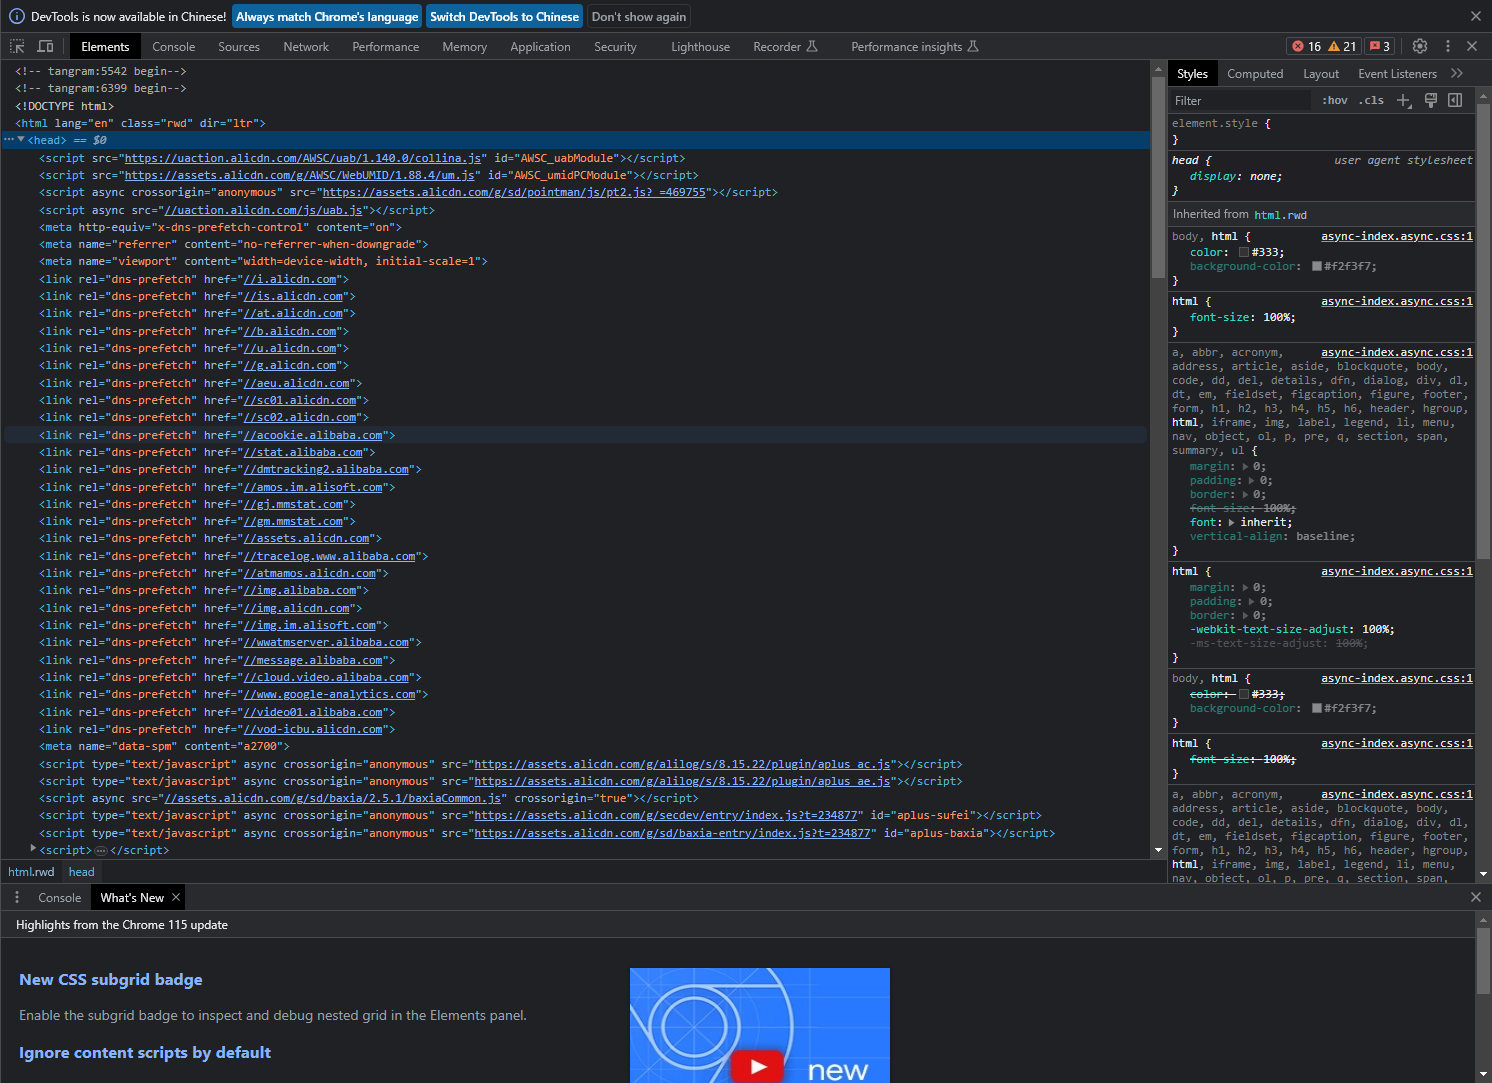 DevTools is now available in Chinese! Always match Chrome's language Switch DevTools to Chinese Don't show again
Elements Console Sources Network Performance Memory Application Security Lighthouse Recorder Performance insights 16 21 3
<!-- tangram:5542 begin-->
<!-- tangram:6399 begin-->
<!DOCTYPE html>
<html lang="en" class="rwd" dir="ltr">
<head> == $0
<script src="https://uaction.alicdn.com/AWSC/uab/1.140.0/collina.js" id="AWSC_uabModule"></script>
<script src="https://assets.alicdn.com/g/AWSC/WebUMID/1.88.4/um.js" id="AWSC_umidPCModule"></script>
<script async crossorigin="anonymous" src="https://assets.alicdn.com/g/sd/pointman/js/pt2.js?_=469755"></script>
<script async src="//uaction.alicdn.com/js/uab.js"></script>
<meta http-equiv="x-dns-prefetch-control" content="on">
<meta name="referrer" content="no-referrer-when-downgrade">
<meta name="viewport" content="width=device-width, initial-scale=1">
<link rel="dns-prefetch" href="//i.alicdn.com">
<link rel="dns-prefetch" href="//is.alicdn.com">
<link rel="dns-prefetch" href="//at.alicdn.com">
<link rel="dns-prefetch" href="//b.alicdn.com">
<link rel="dns-prefetch" href="//u.alicdn.com">
<link rel="dns-prefetch" href="//g.alicdn.com">
<link rel="dns-prefetch" href="//aeu.alicdn.com">
<link rel="dns-prefetch" href="//sc01.alicdn.com">
<link rel="dns-prefetch" href="//sc02.alicdn.com">
<link rel="dns-prefetch" href="//acookie.alibaba.com">
<link rel="dns-prefetch" href="//stat.alibaba.com">
<link rel="dns-prefetch" href="//dmtracking2.alibaba.com">
<link rel="dns-prefetch" href="//amos.im.alisoft.com">
<link rel="dns-prefetch" href="//gj.mmstat.com">
<link rel="dns-prefetch" href="//gm.mmstat.com">
<link rel="dns-prefetch" href="//assets.alicdn.com">
<link rel="dns-prefetch" href="//tracelog.www.alibaba.com">
<link rel="dns-prefetch" href="//atmamos.alicdn.com">
<link rel="dns-prefetch" href="//img.alibaba.com">
<link rel="dns-prefetch" href="//img.alicdn.com">
<link rel="dns-prefetch" href="//img.im.alisoft.com">
<link rel="dns-prefetch" href="//wwatmserver.alibaba.com">
<link rel="dns-prefetch" href="//message.alibaba.com">
<link rel="dns-prefetch" href="//cloud.video.alibaba.com">
<link rel="dns-prefetch" href="//www.google-analytics.com">
<link rel="dns-prefetch" href="//video01.alibaba.com">
<link rel="dns-prefetch" href="//vod-icbu.alicdn.com">
<meta name="data-spm" content="a2700">
<script type="text/javascript" async crossorigin="anonymous" src="https://assets.alicdn.com/g/alilog/s/8.15.22/plugin/aplus_ac.js"></script>
<script type="text/javascript" async crossorigin="anonymous" src="https://assets.alicdn.com/g/alilog/s/8.15.22/plugin/aplus_ae.js"></script>
<script async src="//assets.alicdn.com/g/sd/baxia/2.5.1/baxiaCommon.js" crossorigin="true"></script>
<script type="text/javascript" async crossorigin="anonymous" src="https://assets.alicdn.com/g/secdev/entry/index.js?t=234877" id="aplus-sufei"></script>
<script type="text/javascript" async crossorigin="anonymous" src="https://assets.alicdn.com/g/sd/baxia-entry/index.js?t=234877" id="aplus-baxia"></script>
<script>…</script>
html.rwd head
Styles Computed Layout Event Listeners
Filter :hov .cls
element.style {
}
head { user agent stylesheet
display: none;
}
Inherited from html.rwd
body, html { async-index.async.css:1
color: #333;
background-color: #f2f3f7;
}
html { async-index.async.css:1
font-size: 100%;
}
a, abbr, acronym, async-index.async.css:1
address, article, aside, blockquote, body,
code, dd, del, details, dfn, dialog, div, dl,
dt, em, fieldset, figcaption, figure, footer,
form, h1, h2, h3, h4, h5, h6, header, hgroup,
html, iframe, img, label, legend, li, menu,
nav, object, ol, p, pre, q, section, span,
summary, ul {
margin: 0;
padding: 0;
border: 0;
font-size: 100%;
font: inherit;
vertical-align: baseline;
}
html { async-index.async.css:1
margin: 0;
padding: 0;
border: 0;
-webkit-text-size-adjust: 100%;
-ms-text-size-adjust: 100%;
}
body, html { async-index.async.css:1
color: #333;
background-color: #f2f3f7;
}
html { async-index.async.css:1
font-size: 100%;
}
a, abbr, acronym, async-index.async.css:1
address, article, aside, blockquote, body,
code, dd, del, details, dfn, dialog, div, dl,
dt, em, fieldset, figcaption, figure, footer,
form, h1, h2, h3, h4, h5, h6, header, hgroup,
html, iframe, img, label, legend, li, menu,
nav, object, ol, p, pre, q, section, span,
Console What's New
Highlights from the Chrome 115 update
New CSS subgrid badge
Enable the subgrid badge to inspect and debug nested grid in the Elements panel.
Ignore content scripts by default
new